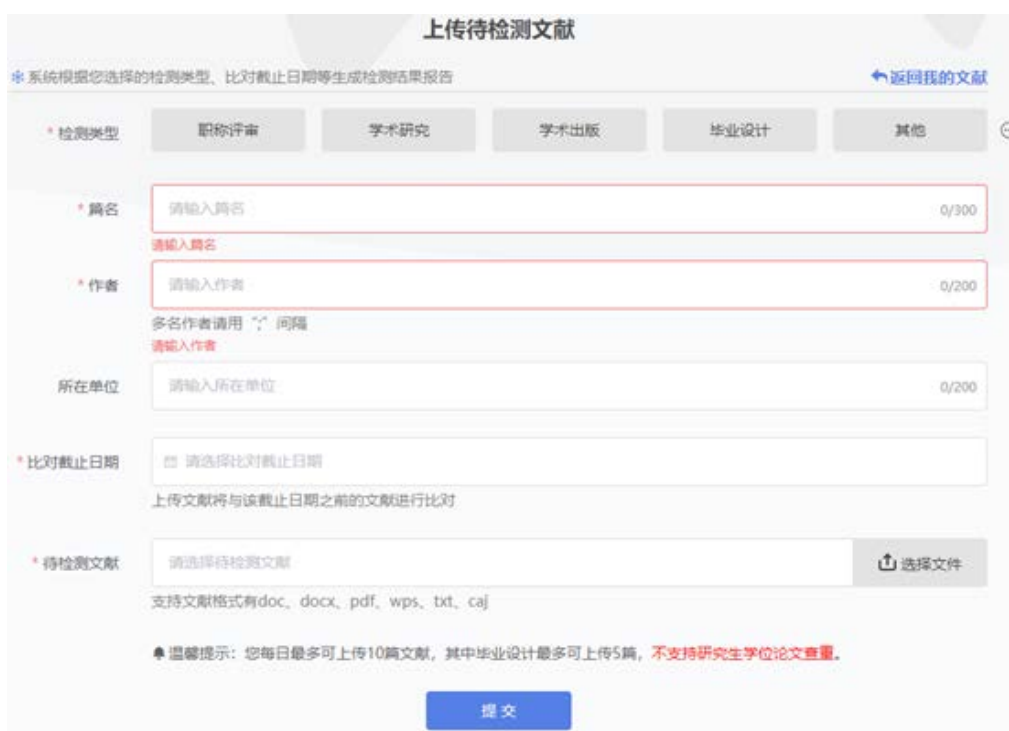 上传待检测文献
系统根据您选择的检测类型、比对截止日期等生成检测结果报告 返回我的文献
* 检测类型 职称评审 学术研究 学术出版 毕业设计 其他
* 篇名 请输入篇名 0/300
请输入篇名
* 作者 请输入作者 0/200
多名作者请用“;”间隔
请输入作者
所在单位 请输入所在单位 0/200
* 比对截止日期 请选择比对截止日期
上传文献将与该截止日期之前的文献进行比对
* 待检测文献 请选择待检测文献 选择文件
支持文献格式有doc、docx、pdf、wps、txt、caj
温馨提示：您每日最多可上传10篇文献，其中毕业设计最多可上传5篇，不支持研究生学位论文查重。
提交